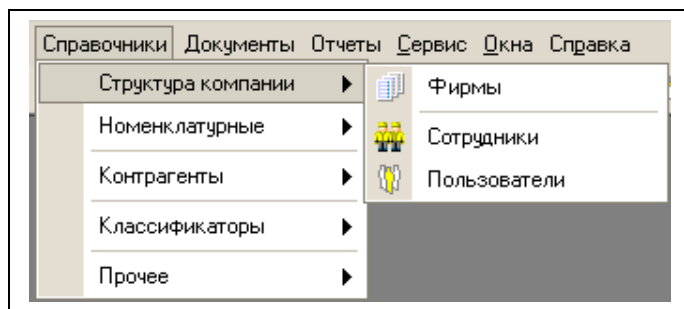 Справочники Документы Отчеты Сервис Окна Справка
Структура компании
Фирмы
Номенклатурные
Сотрудники
Контрагенты
Пользователи
Классификаторы
Прочее